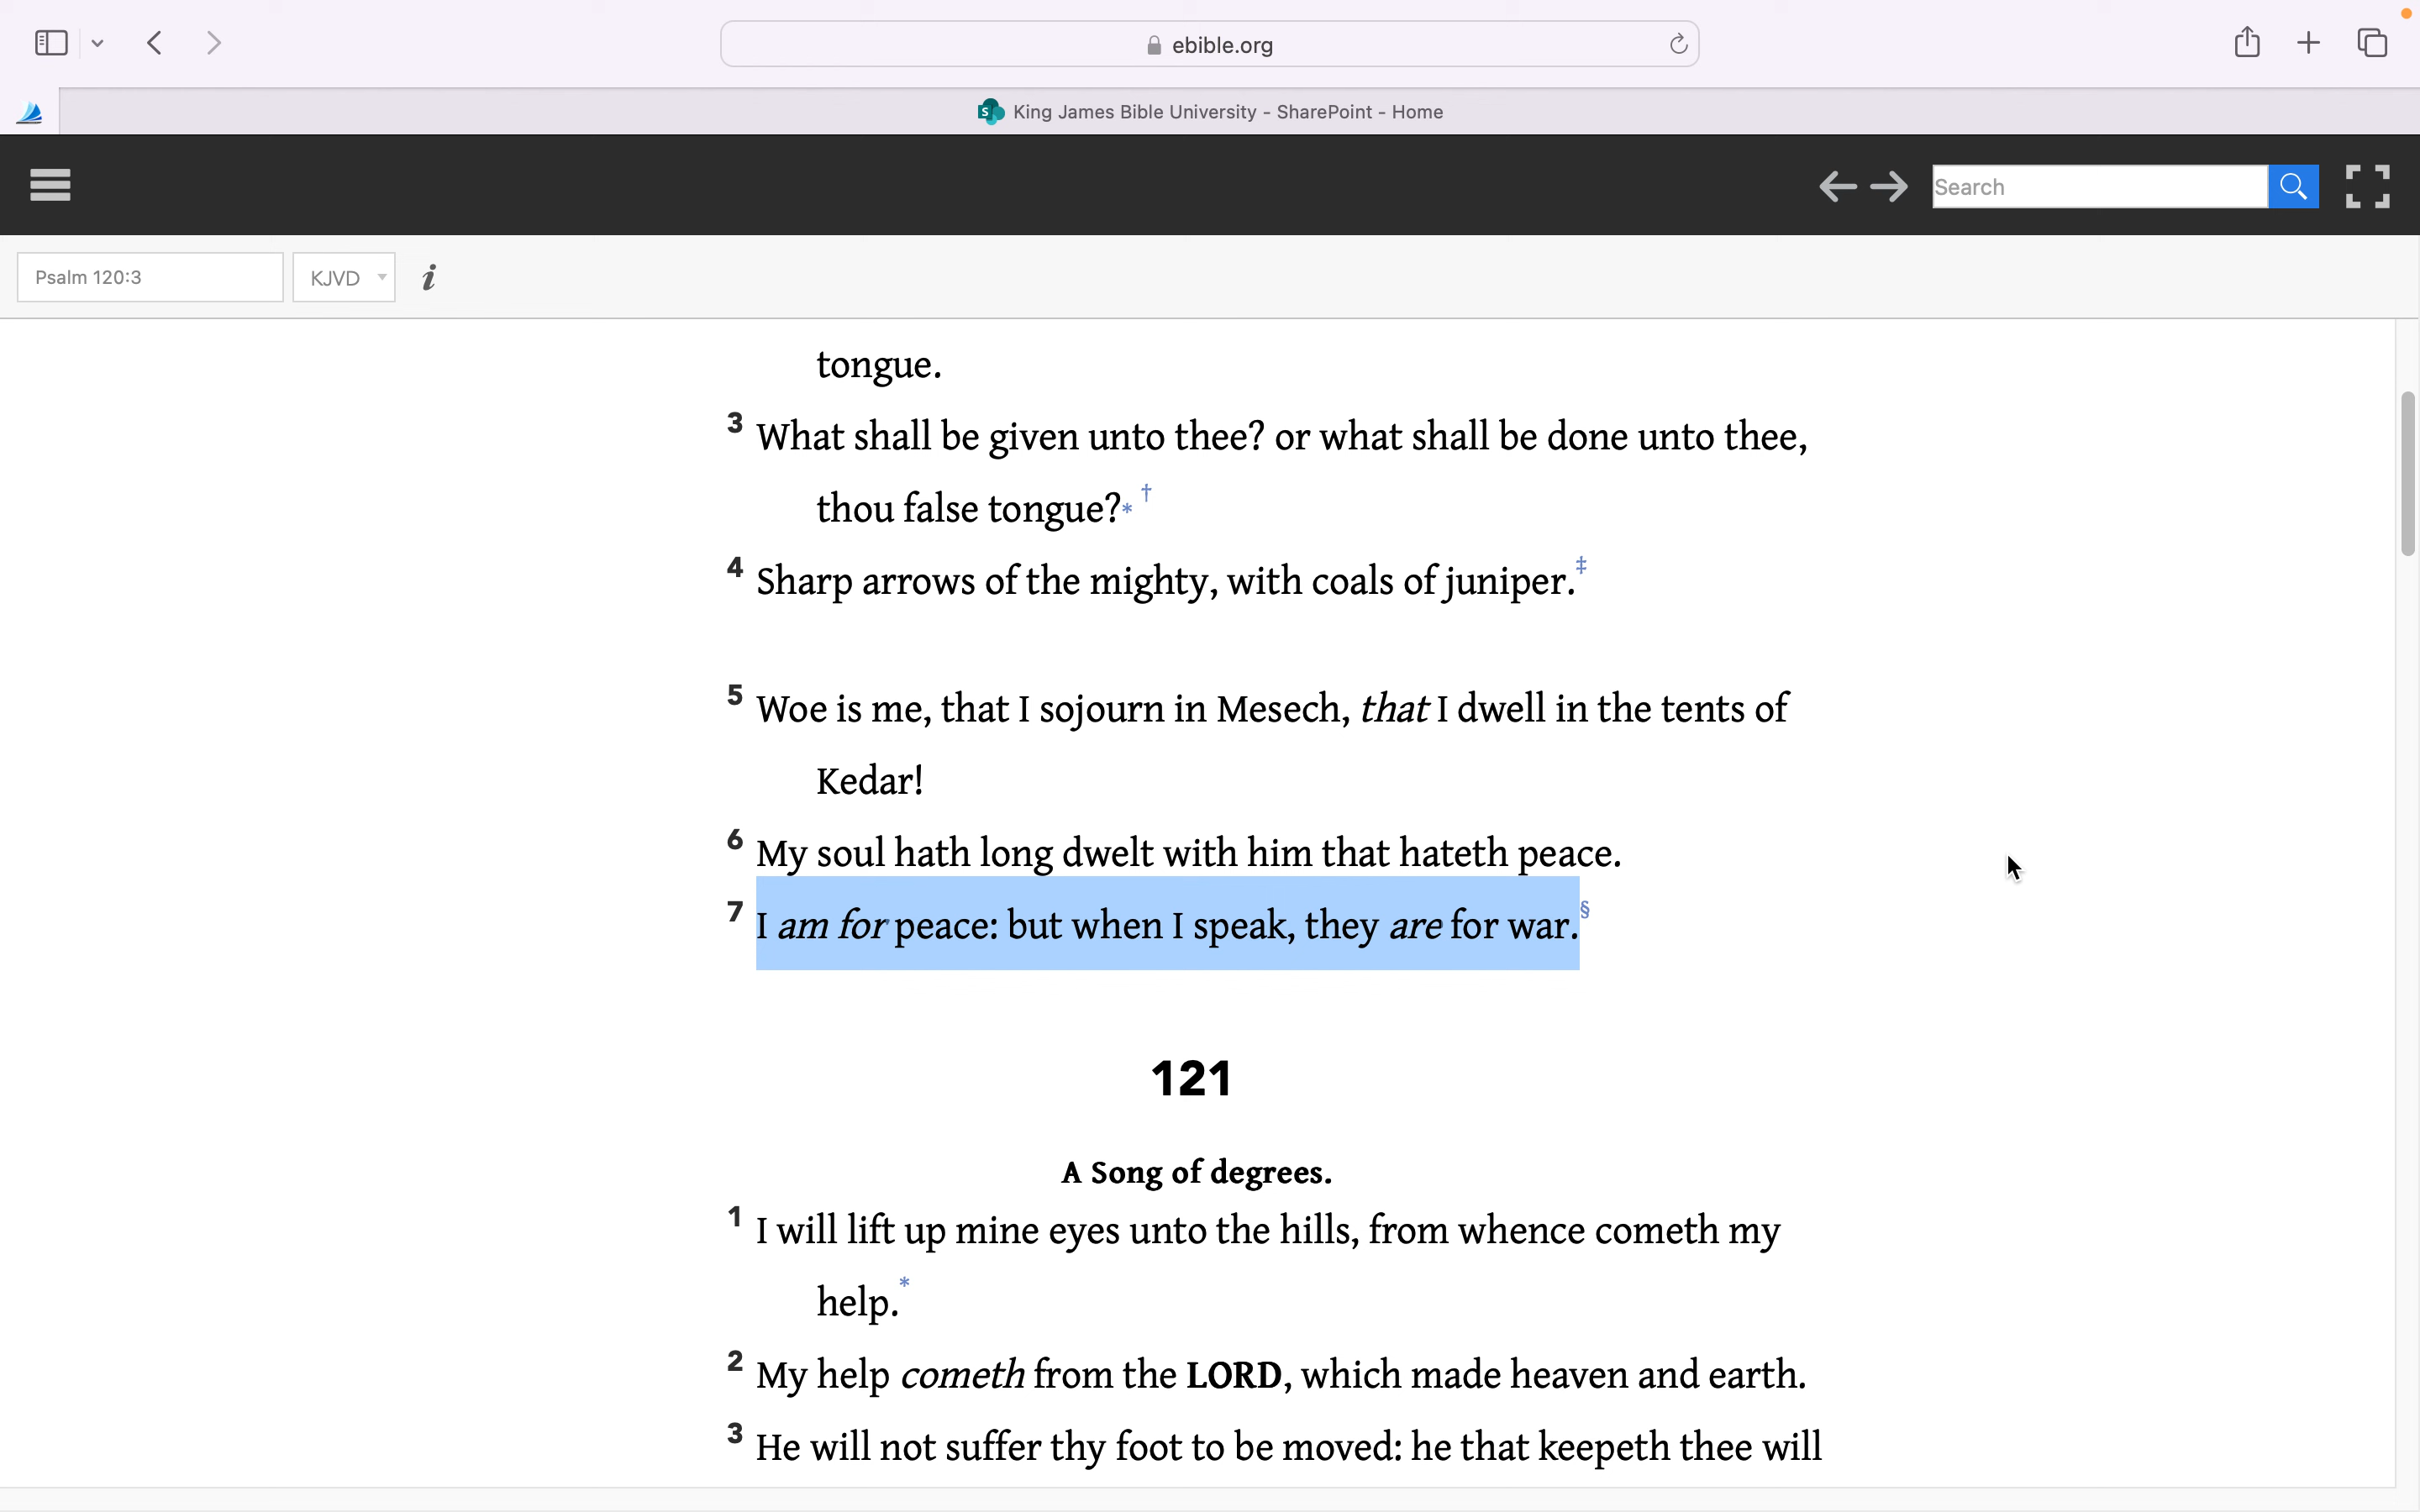 ebible.org
King James Bible University - SharePoint - Home
Search
Psalm 120:3 KJVD i
tongue.
3 What shall be given unto thee? or what shall be done unto thee,
thou false tongue?* †
4 Sharp arrows of the mighty, with coals of juniper.‡
5 Woe is me, that I sojourn in Mesech, that I dwell in the tents of
Kedar!
6 My soul hath long dwelt with him that hateth peace.
7 I am for peace: but when I speak, they are for war.§
121
A Song of degrees.
1 I will lift up mine eyes unto the hills, from whence cometh my
help.*
2 My help cometh from the LORD, which made heaven and earth.
3 He will not suffer thy foot to be moved: he that keepeth thee will